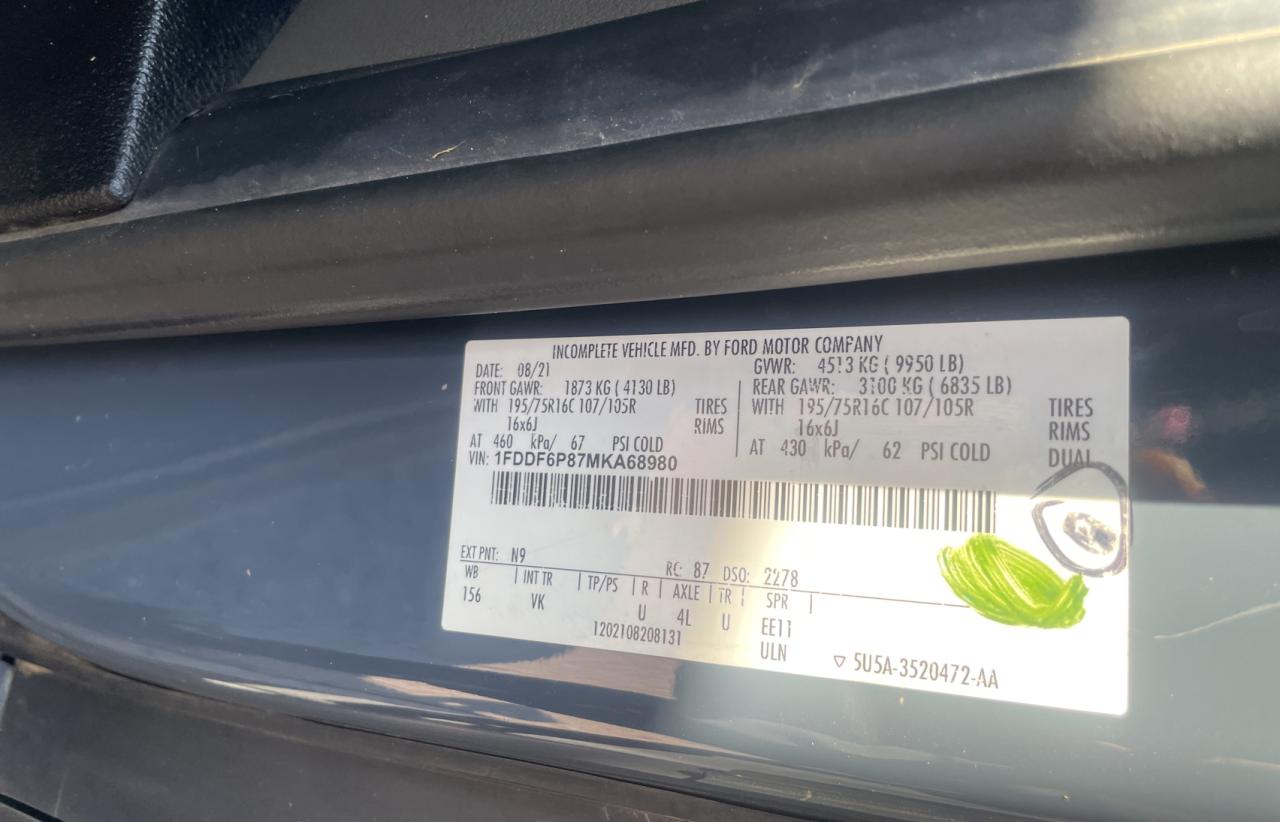 INCOMPLETE VEHICLE MFD. BY FORD MOTOR COMPANY
DATE: 08/21 GVWR: 4513 KG ( 9950 LB)
FRONT GAWR: 1873 KG ( 4130 LB) REAR GAWR: 3100 KG ( 6835 LB)
WITH 195/75R16C 107/105R TIRES WITH 195/75R16C 107/105R TIRES
16x6J RIMS 16x6J RIMS
AT 460 kPa/ 67 PSI COLD AT 430 kPa/ 62 PSI COLD DUAL
VIN: 1FDDF6P87MKA68980
EXT PNT: N9 RC: 87 DSO: 2278
WB | INT TR | TP/PS | R | AXLE | TR | SPR |
156 VK U 4L U EE11
1202108208131 ULN
▽ 5U5A-3520472-AA